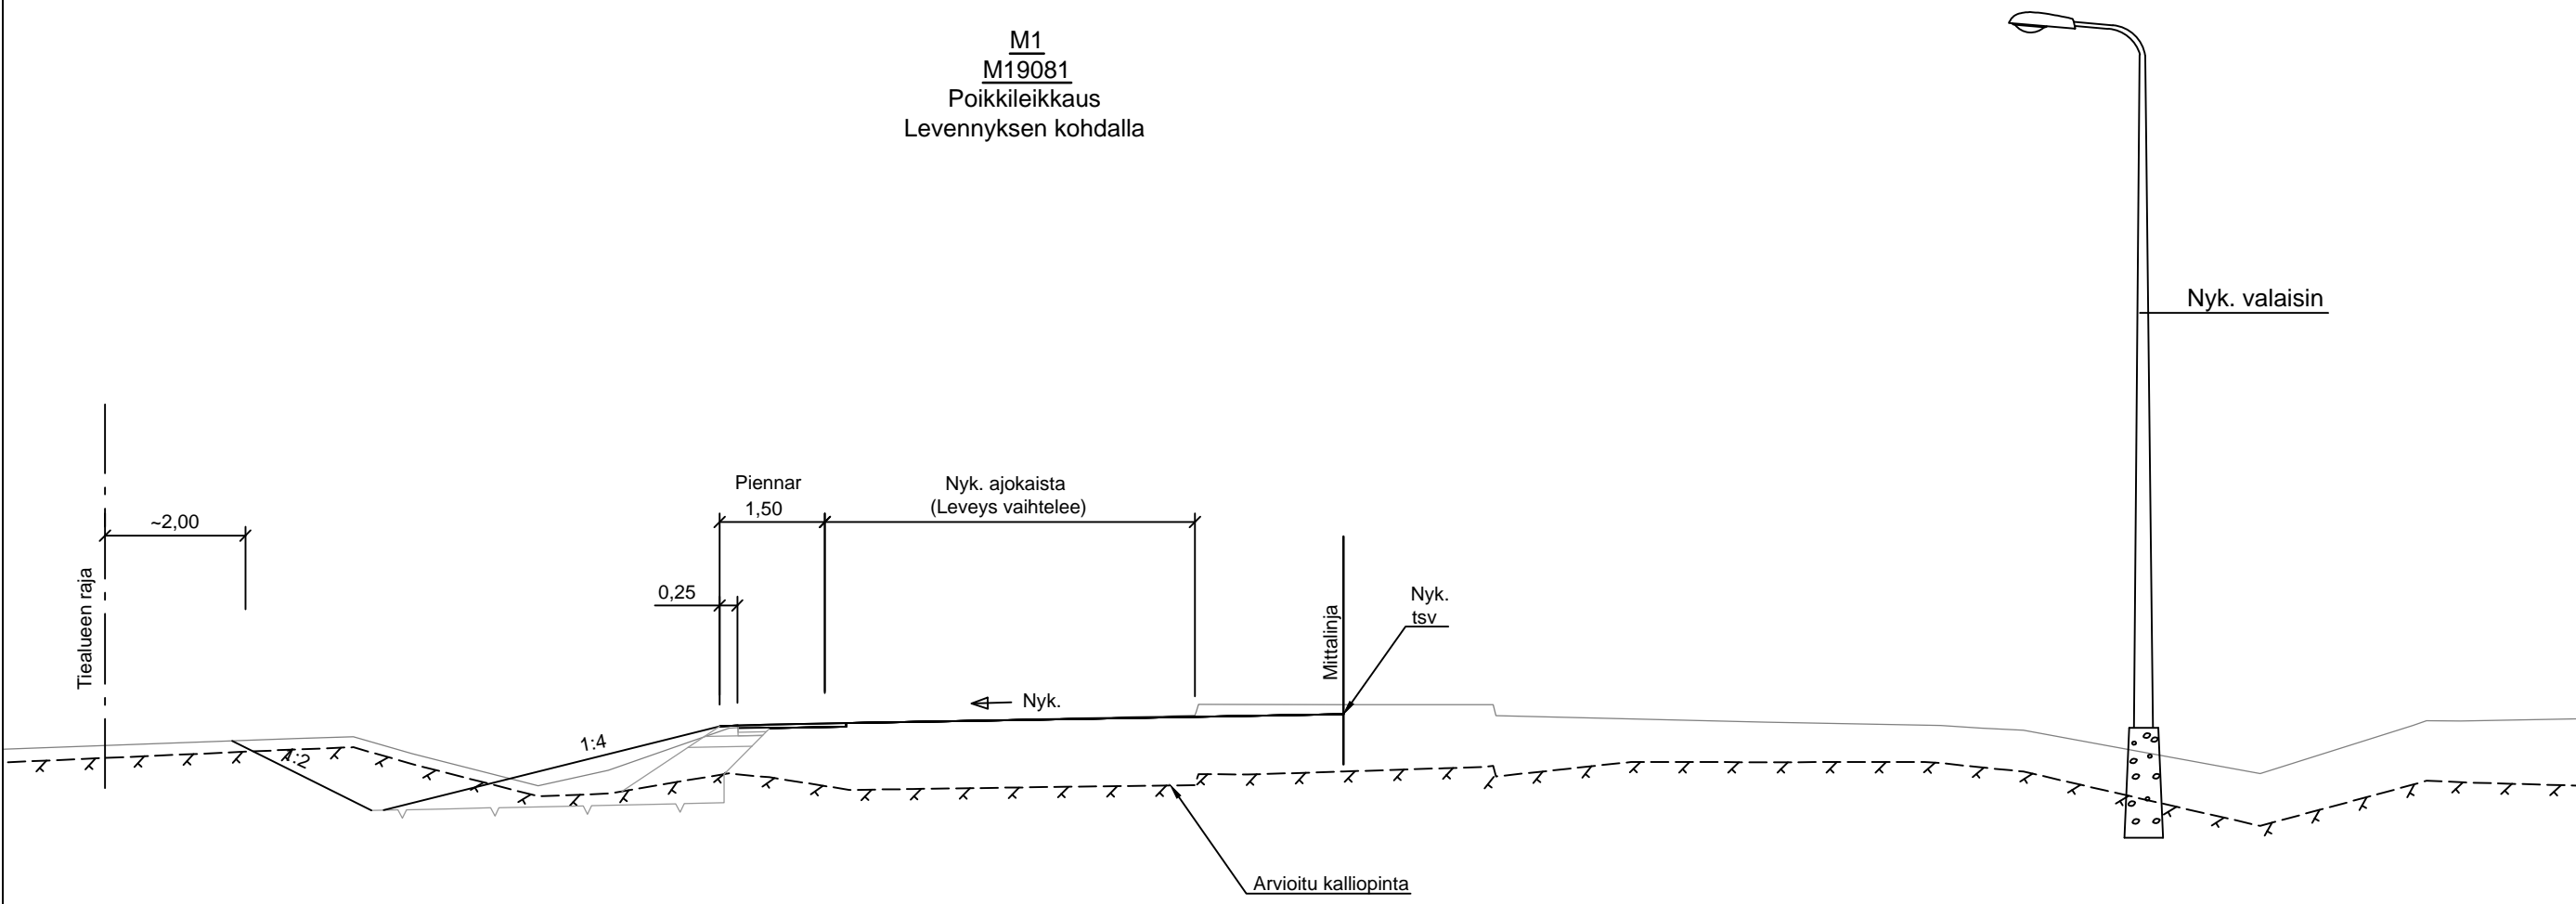 M1
M19081
Poikkileikkaus
Levennyksen kohdalla
Nyk. valaisin
Piennar
1,50
Nyk. ajokaista
(Leveys vaihtelee)
~2,00
0,25
Tiealueen raja
Mittalinja
Nyk.
tsv
Nyk.
1:4
1:2
Arvioitu kalliopinta